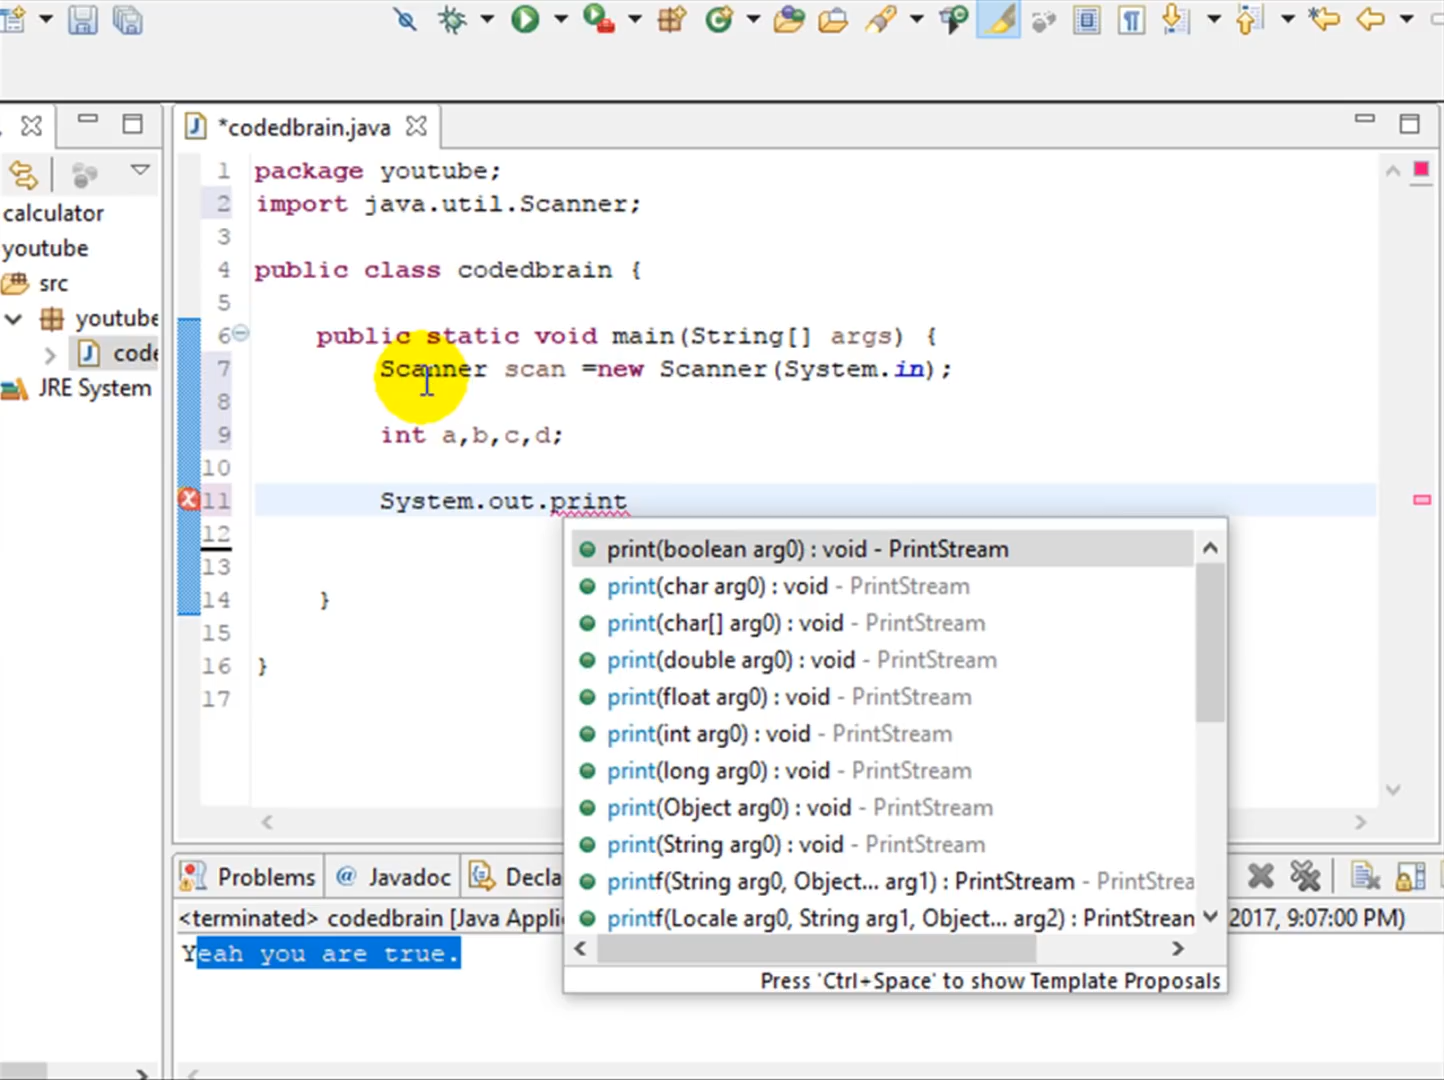 *codedbrain.java
calculator
youtube
src
youtube
code
JRE System
1 package youtube;
2 import java.util.Scanner;
3
4 public class codedbrain {
5
6 public static void main(String[] args) {
7 Scanner scan =new Scanner(System.in);
8
9 int a,b,c,d;
10
11 System.out.print
12
13
14 }
15
16 }
17
print(boolean arg0) : void - PrintStream
print(char arg0) : void - PrintStream
print(char[] arg0) : void - PrintStream
print(double arg0) : void - PrintStream
print(float arg0) : void - PrintStream
print(int arg0) : void - PrintStream
print(long arg0) : void - PrintStream
print(Object arg0) : void - PrintStream
print(String arg0) : void - PrintStream
printf(String arg0, Object... arg1) : PrintStream - PrintStrea
printf(Locale arg0, String arg1, Object... arg2) : PrintStrean
Press 'Ctrl+Space' to show Template Proposals
Problems @ Javadoc Decla
<terminated> codedbrain [Java Appli 2017, 9:07:00 PM)
Yeah you are true.